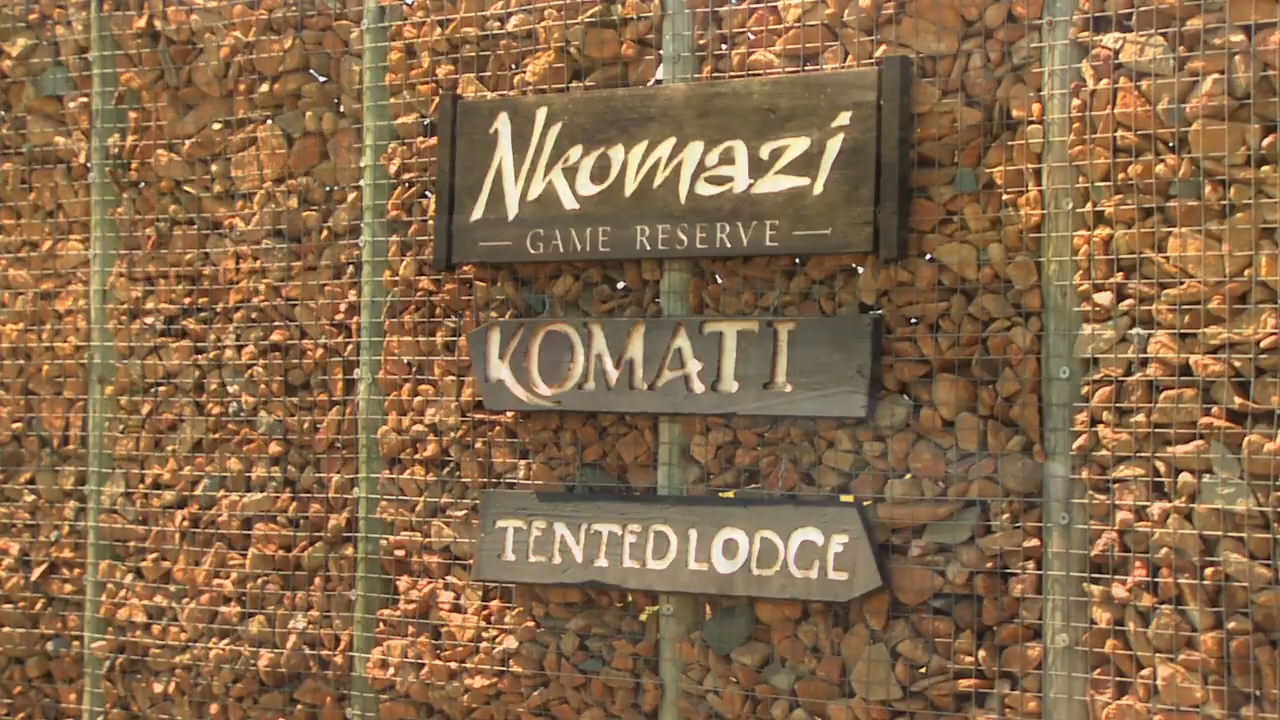 Nkomazi
— GAME RESERVE —
KOMATI
TENTED LODGE